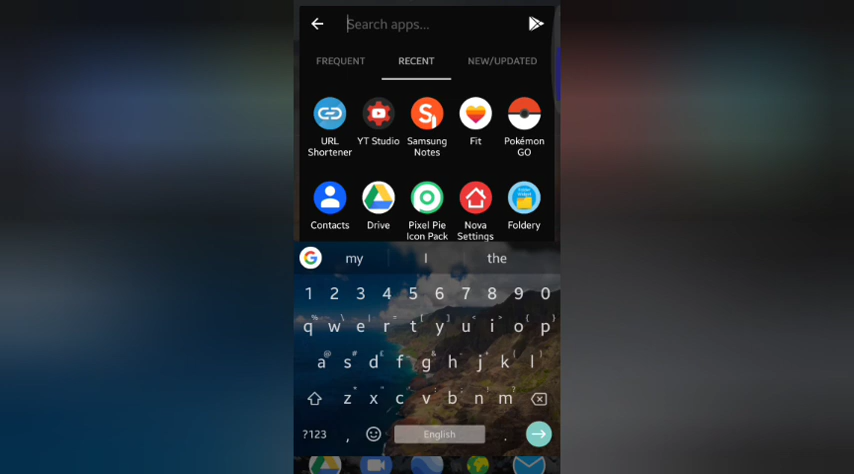 Search apps...
FREQUENT RECENT NEW/UPDATED
URL Shortener
YT Studio
Samsung Notes
Fit
Pokémon GO
Contacts
Drive
Pixel Pie Icon Pack
Nova Settings
Foldery
G my I the
1 2 3 4 5 6 7 8 9 0
q w e r t y u i o p
a s d f g h j k l
z x c v b n m
?123 , English .